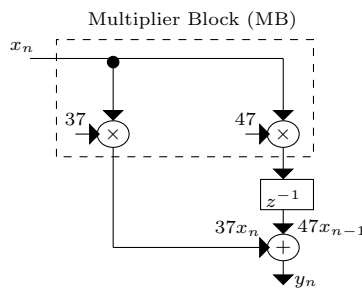 Multiplier Block (MB)
x_n
37
47
×
×
z^{-1}
37x_n
47x_{n-1}
+
y_n